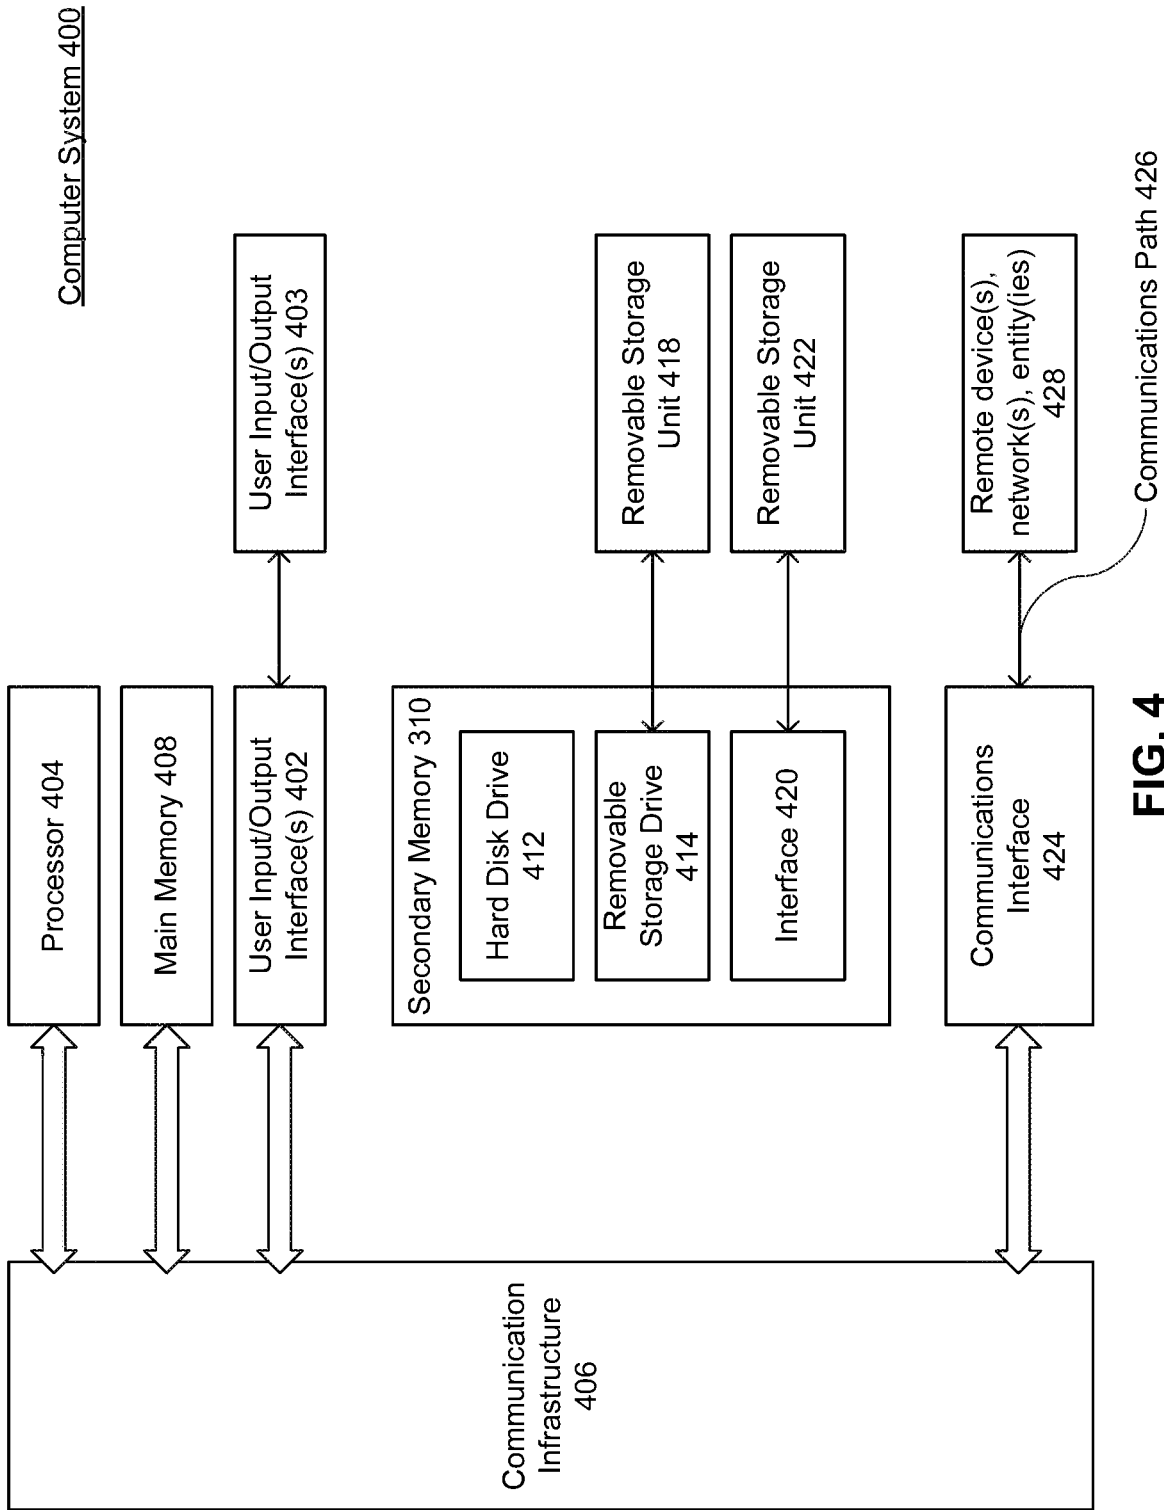 Computer System 400
Processor 404
Main Memory 408
User Input/Output
Interface(s) 402
User Input/Output
Interface(s) 403
Secondary Memory 310
Hard Disk Drive
412
Removable
Storage Drive
414
Removable Storage
Unit 418
Interface 420
Removable Storage
Unit 422
Communications
Interface
424
Remote device(s),
network(s), entity(ies)
428
Communications Path 426
Communication
Infrastructure
406
FIG. 4